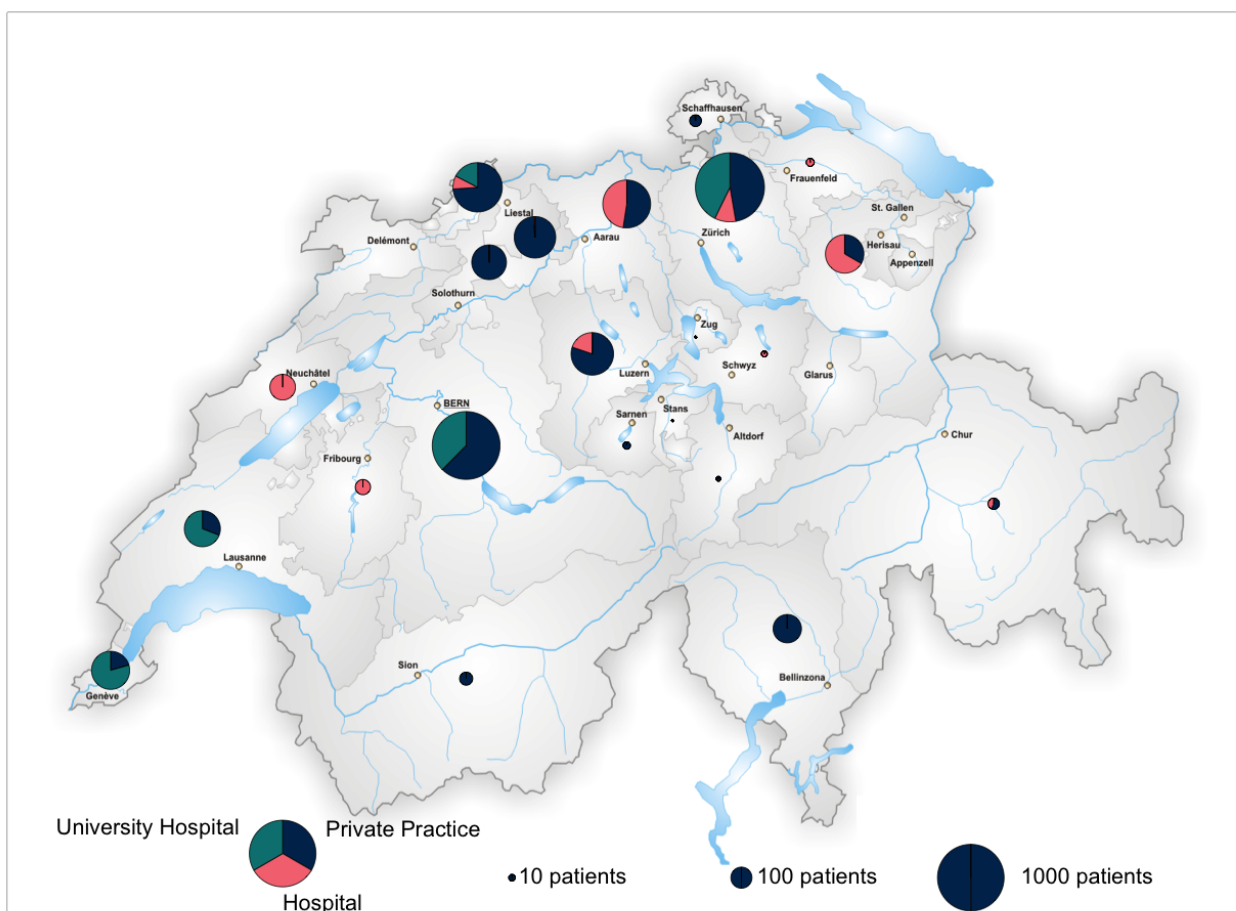 Schaffhausen
Frauenfeld
St. Gallen
Liestal
Herisau
Delémont
Aarau
Zürich
Appenzell
Solothurn
Zug
Luzern
Schwyz
Glarus
Neuchâtel
BERN
Stans
Sarnen
Altdorf
Chur
Fribourg
Lausanne
Sion
Bellinzona
Genève
University Hospital
Private Practice
Hospital
10 patients
100 patients
1000 patients